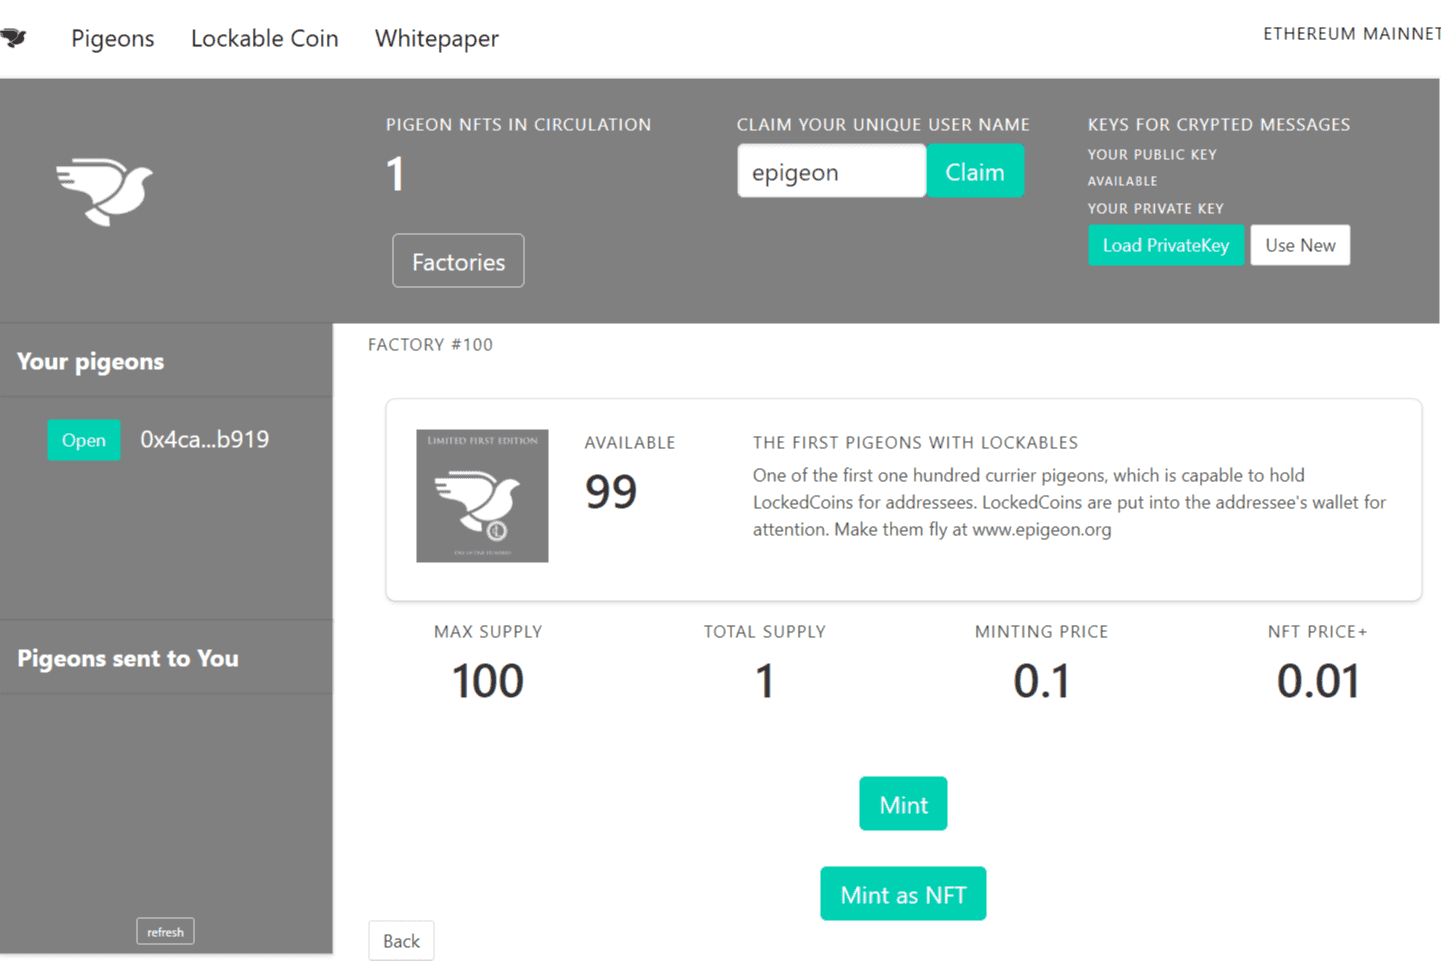 Pigeons Lockable Coin Whitepaper
ETHEREUM MAINNET
PIGEON NFTS IN CIRCULATION
1
Factories
CLAIM YOUR UNIQUE USER NAME
epigeon Claim
KEYS FOR CRYPTED MESSAGES
YOUR PUBLIC KEY
AVAILABLE
YOUR PRIVATE KEY
Load PrivateKey Use New
Your pigeons
Open 0x4ca...b919
Pigeons sent to You
refresh
FACTORY #100
LIMITED FIRST EDITION
ONE OF ONE HUNDRED
AVAILABLE
99
THE FIRST PIGEONS WITH LOCKABLES
One of the first one hundred currier pigeons, which is capable to hold
LockedCoins for addressees. LockedCoins are put into the addressee's wallet for
attention. Make them fly at www.epigeon.org
MAX SUPPLY
100
TOTAL SUPPLY
1
MINTING PRICE
0.1
NFT PRICE+
0.01
Mint
Mint as NFT
Back